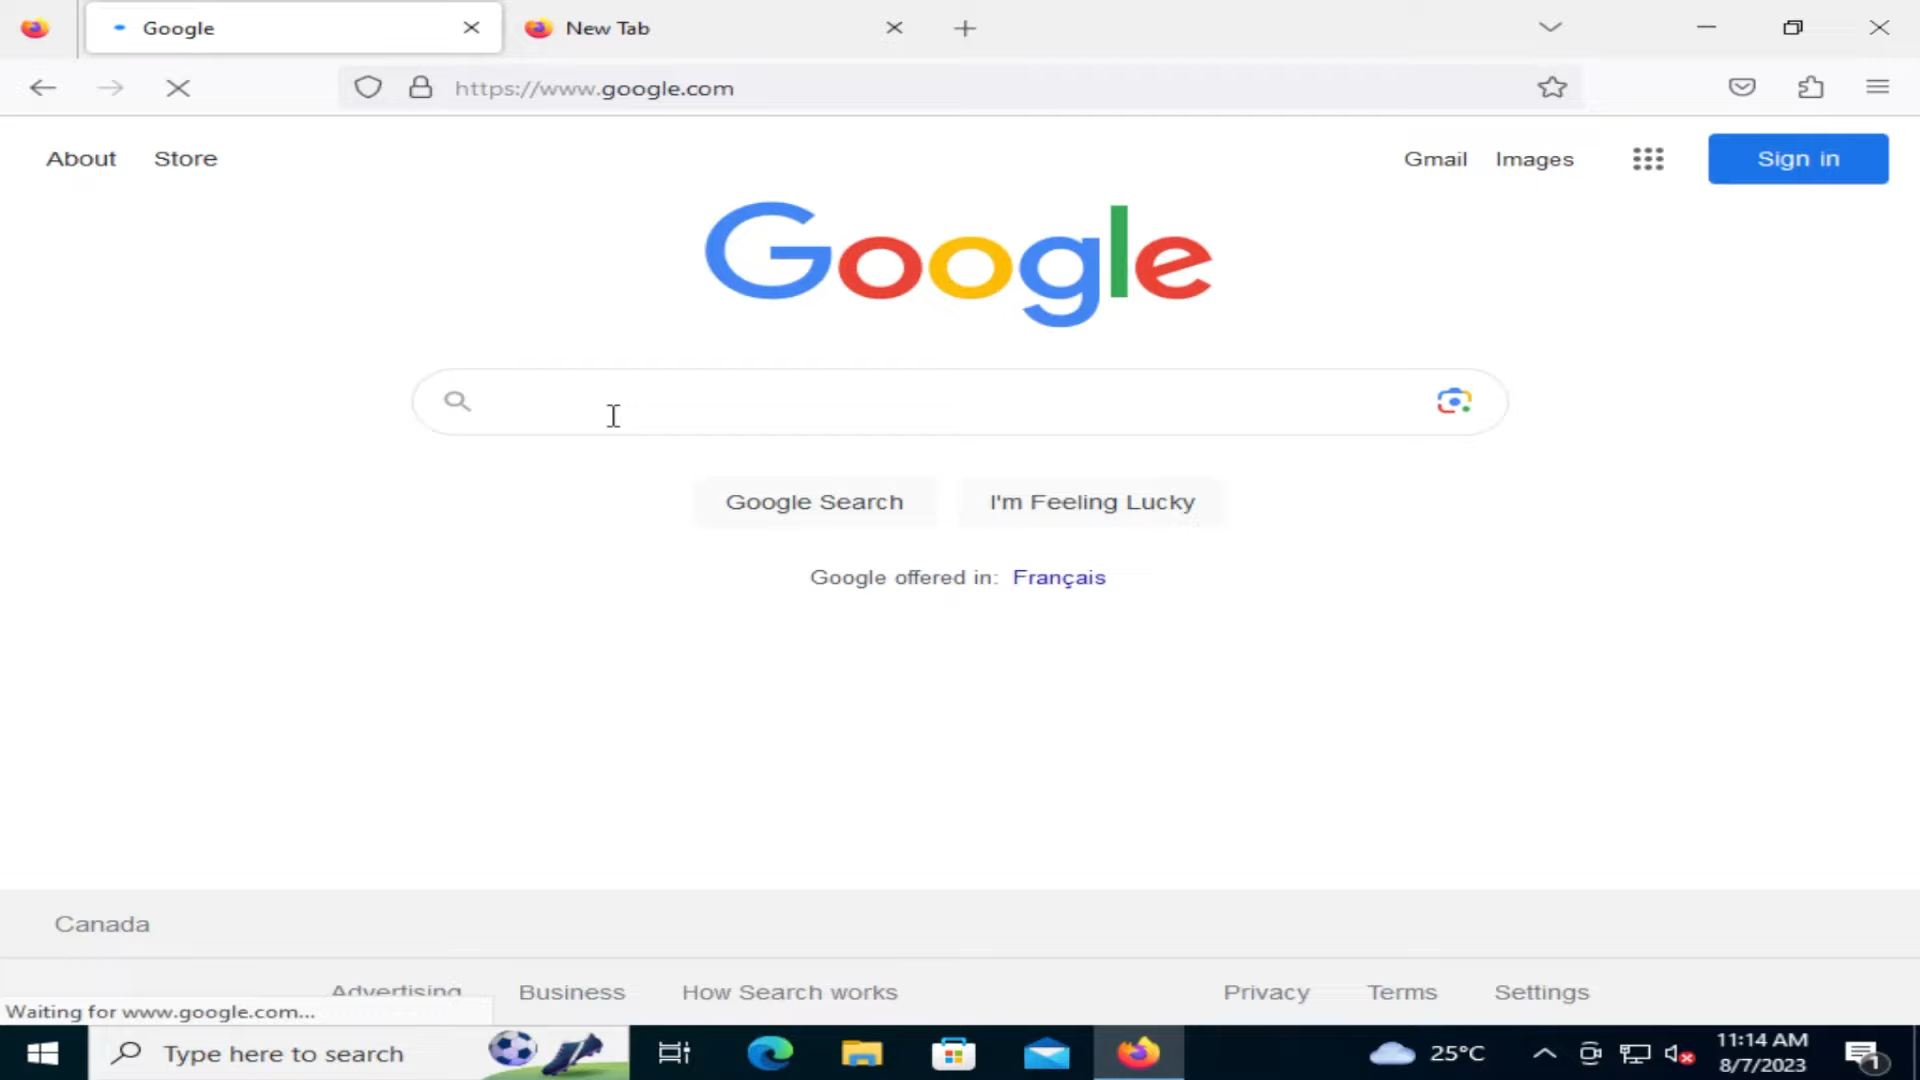 Google
New Tab
https://www.google.com
About
Store
Gmail
Images
Sign in
Google
Google Search
I'm Feeling Lucky
Google offered in: Français
Canada
Advertising
Business
How Search works
Privacy
Terms
Settings
Waiting for www.google.com...
Type here to search
25°C
11:14 AM
8/7/2023
1